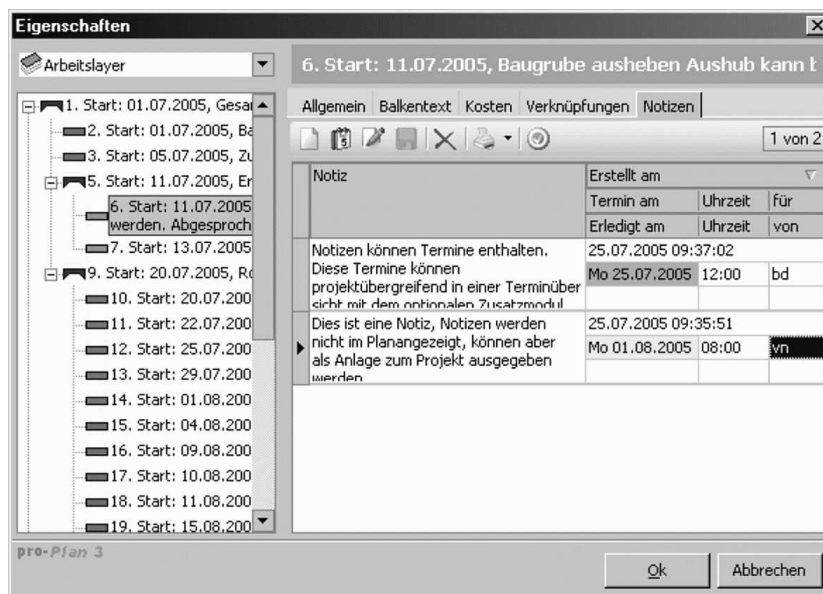 Eigenschaften
Arbeitslayer
6. Start: 11.07.2005, Baugrube ausheben Aushub kann b
1. Start: 01.07.2005, Gesar
2. Start: 01.07.2005, Ba
3. Start: 05.07.2005, Zu
5. Start: 11.07.2005, Er
6. Start: 11.07.2005
werden. Abgesproch
7. Start: 13.07.2005
9. Start: 20.07.2005, Ro
10. Start: 20.07.200
11. Start: 22.07.200
12. Start: 25.07.200
13. Start: 29.07.200
14. Start: 01.08.200
15. Start: 04.08.200
16. Start: 09.08.200
17. Start: 10.08.200
18. Start: 11.08.200
19. Start: 15.08.200
Allgemein Balkentext Kosten Verknüpfungen Notizen
1 von 2
Notiz Erstellt am
Termin am Uhrzeit für
Erledigt am Uhrzeit von
Notizen können Termine enthalten.
Diese Termine können
projektübergreifend in einer Terminüber
sicht mit dem optionalen Zusatzmodul
25.07.2005 09:37:02
Mo 25.07.2005 12:00 bd
Dies ist eine Notiz, Notizen werden
nicht im Planangezeigt, können aber
als Anlage zum Projekt ausgegeben
werden
25.07.2005 09:35:51
Mo 01.08.2005 08:00 vn
pro-Plan 3
Ok Abbrechen